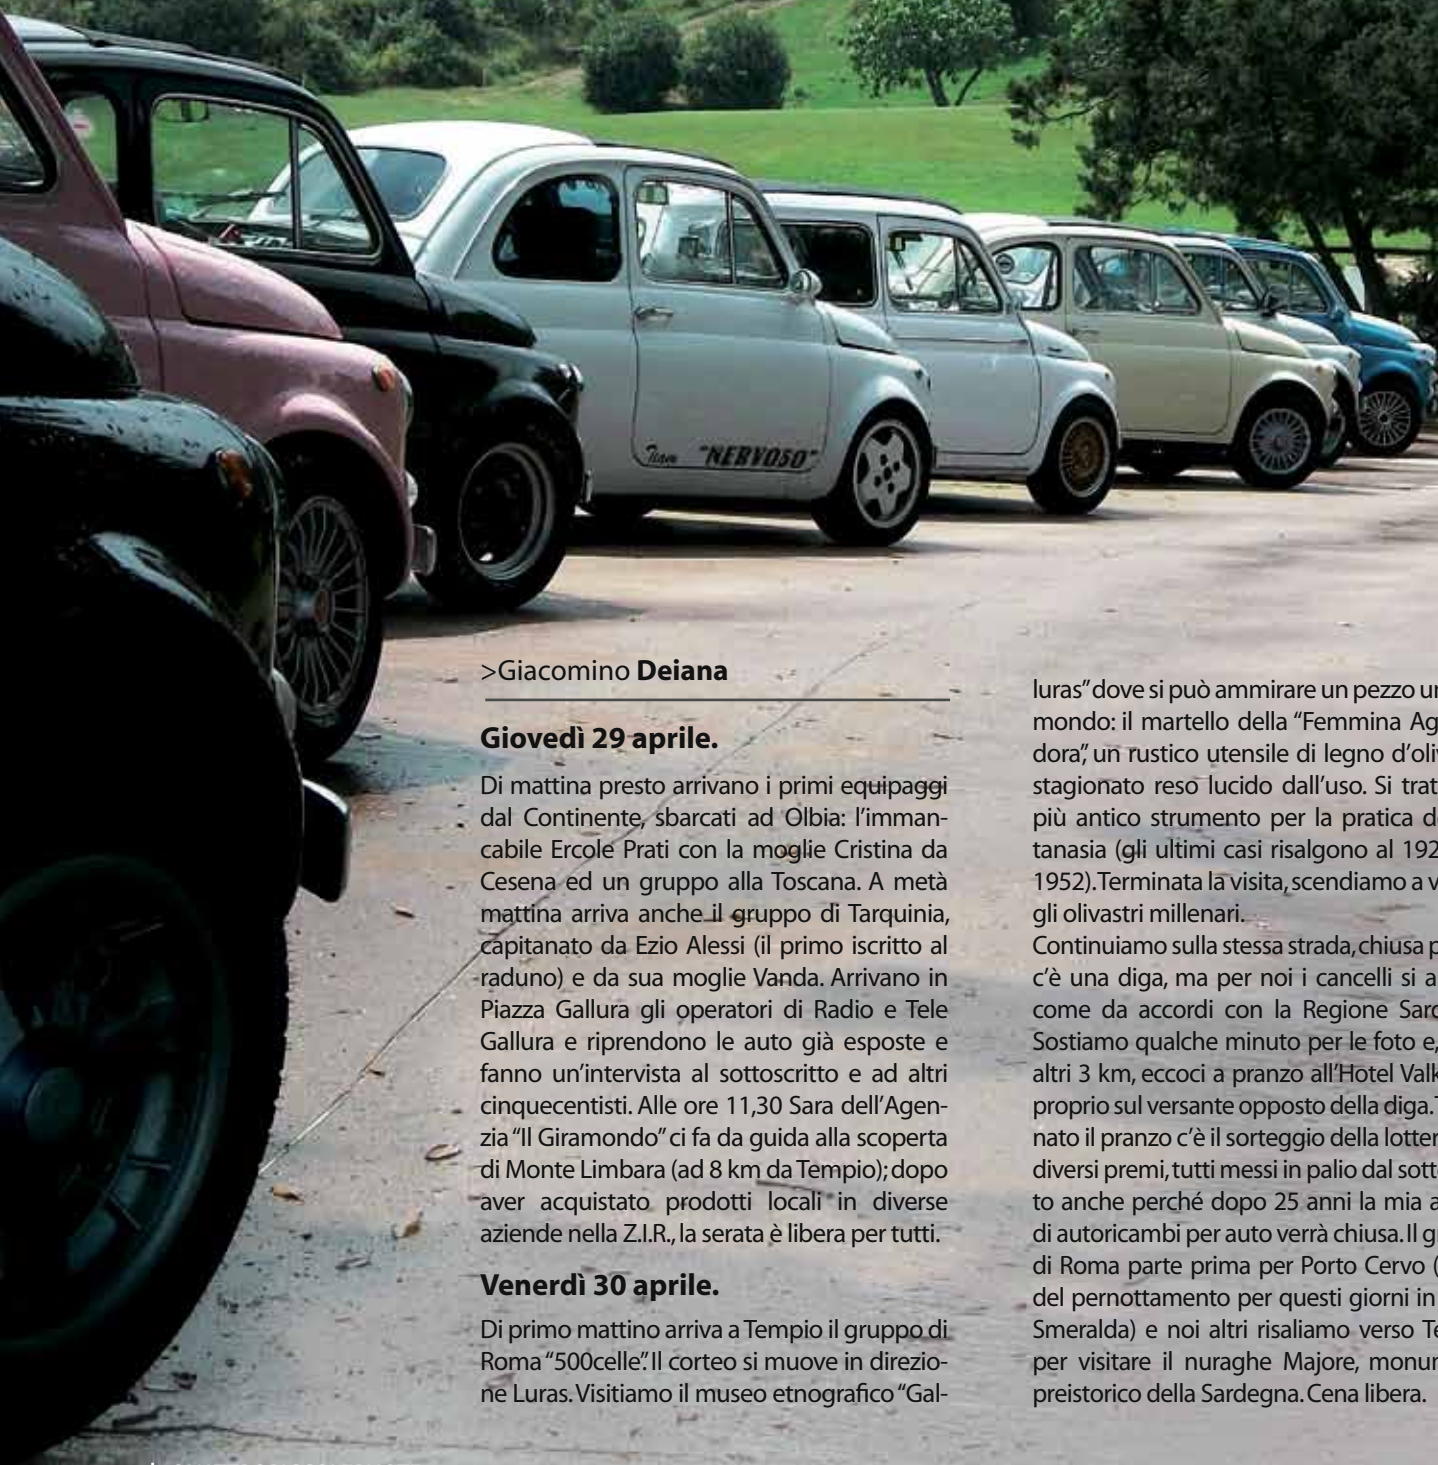 Team "NERVOSO"
>Giacomino Deiana
Giovedì 29 aprile.
Di mattina presto arrivano i primi equipaggi
dal Continente, sbarcati ad Olbia: l'imman-
cabile Ercole Prati con la moglie Cristina da
Cesena ed un gruppo alla Toscana. A metà
mattina arriva anche il gruppo di Tarquinia,
capitanato da Ezio Alessi (il primo iscritto al
raduno) e da sua moglie Vanda. Arrivano in
Piazza Gallura gli operatori di Radio e Tele
Gallura e riprendono le auto già esposte e
fanno un'intervista al sottoscritto e ad altri
cinquecentisti. Alle ore 11,30 Sara dell'Agen-
zia "Il Giramondo" ci fa da guida alla scoperta
di Monte Limbara (ad 8 km da Tempio); dopo
aver acquistato prodotti locali in diverse
aziende nella Z.I.R., la serata è libera per tutti.
Venerdì 30 aprile.
Di primo mattino arriva a Tempio il gruppo di
Roma "500celle". Il corteo si muove in direzio-
ne Luras. Visitiamo il museo etnografico "Gal-
luras" dove si può ammirare un pezzo
mondo: il martello della "Femmina Ag
dora", un rustico utensile di legno d'oli
stagionato reso lucido dall'uso. Si trat
più antico strumento per la pratica d
tanasia (gli ultimi casi risalgono al 192
1952). Terminata la visita, scendiamo a v
gli olivastri millenari.
Continuiamo sulla stessa strada, chiusa p
c'è una diga, ma per noi i cancelli si a
come da accordi con la Regione Sard
Sostiamo qualche minuto per le foto e,
altri 3 km, eccoci a pranzo all'Hotel Valk
proprio sul versante opposto della diga. T
nato il pranzo c'è il sorteggio della lotter
diversi premi, tutti messi in palio dal sott
to anche perché dopo 25 anni la mia a
di autoricambi per auto verrà chiusa. Il g
di Roma parte prima per Porto Cervo (
del pernottamento per questi giorni in
Smeralda) e noi altri risaliamo verso Te
per visitare il nuraghe Majore, monu
preistorico della Sardegna. Cena libera.